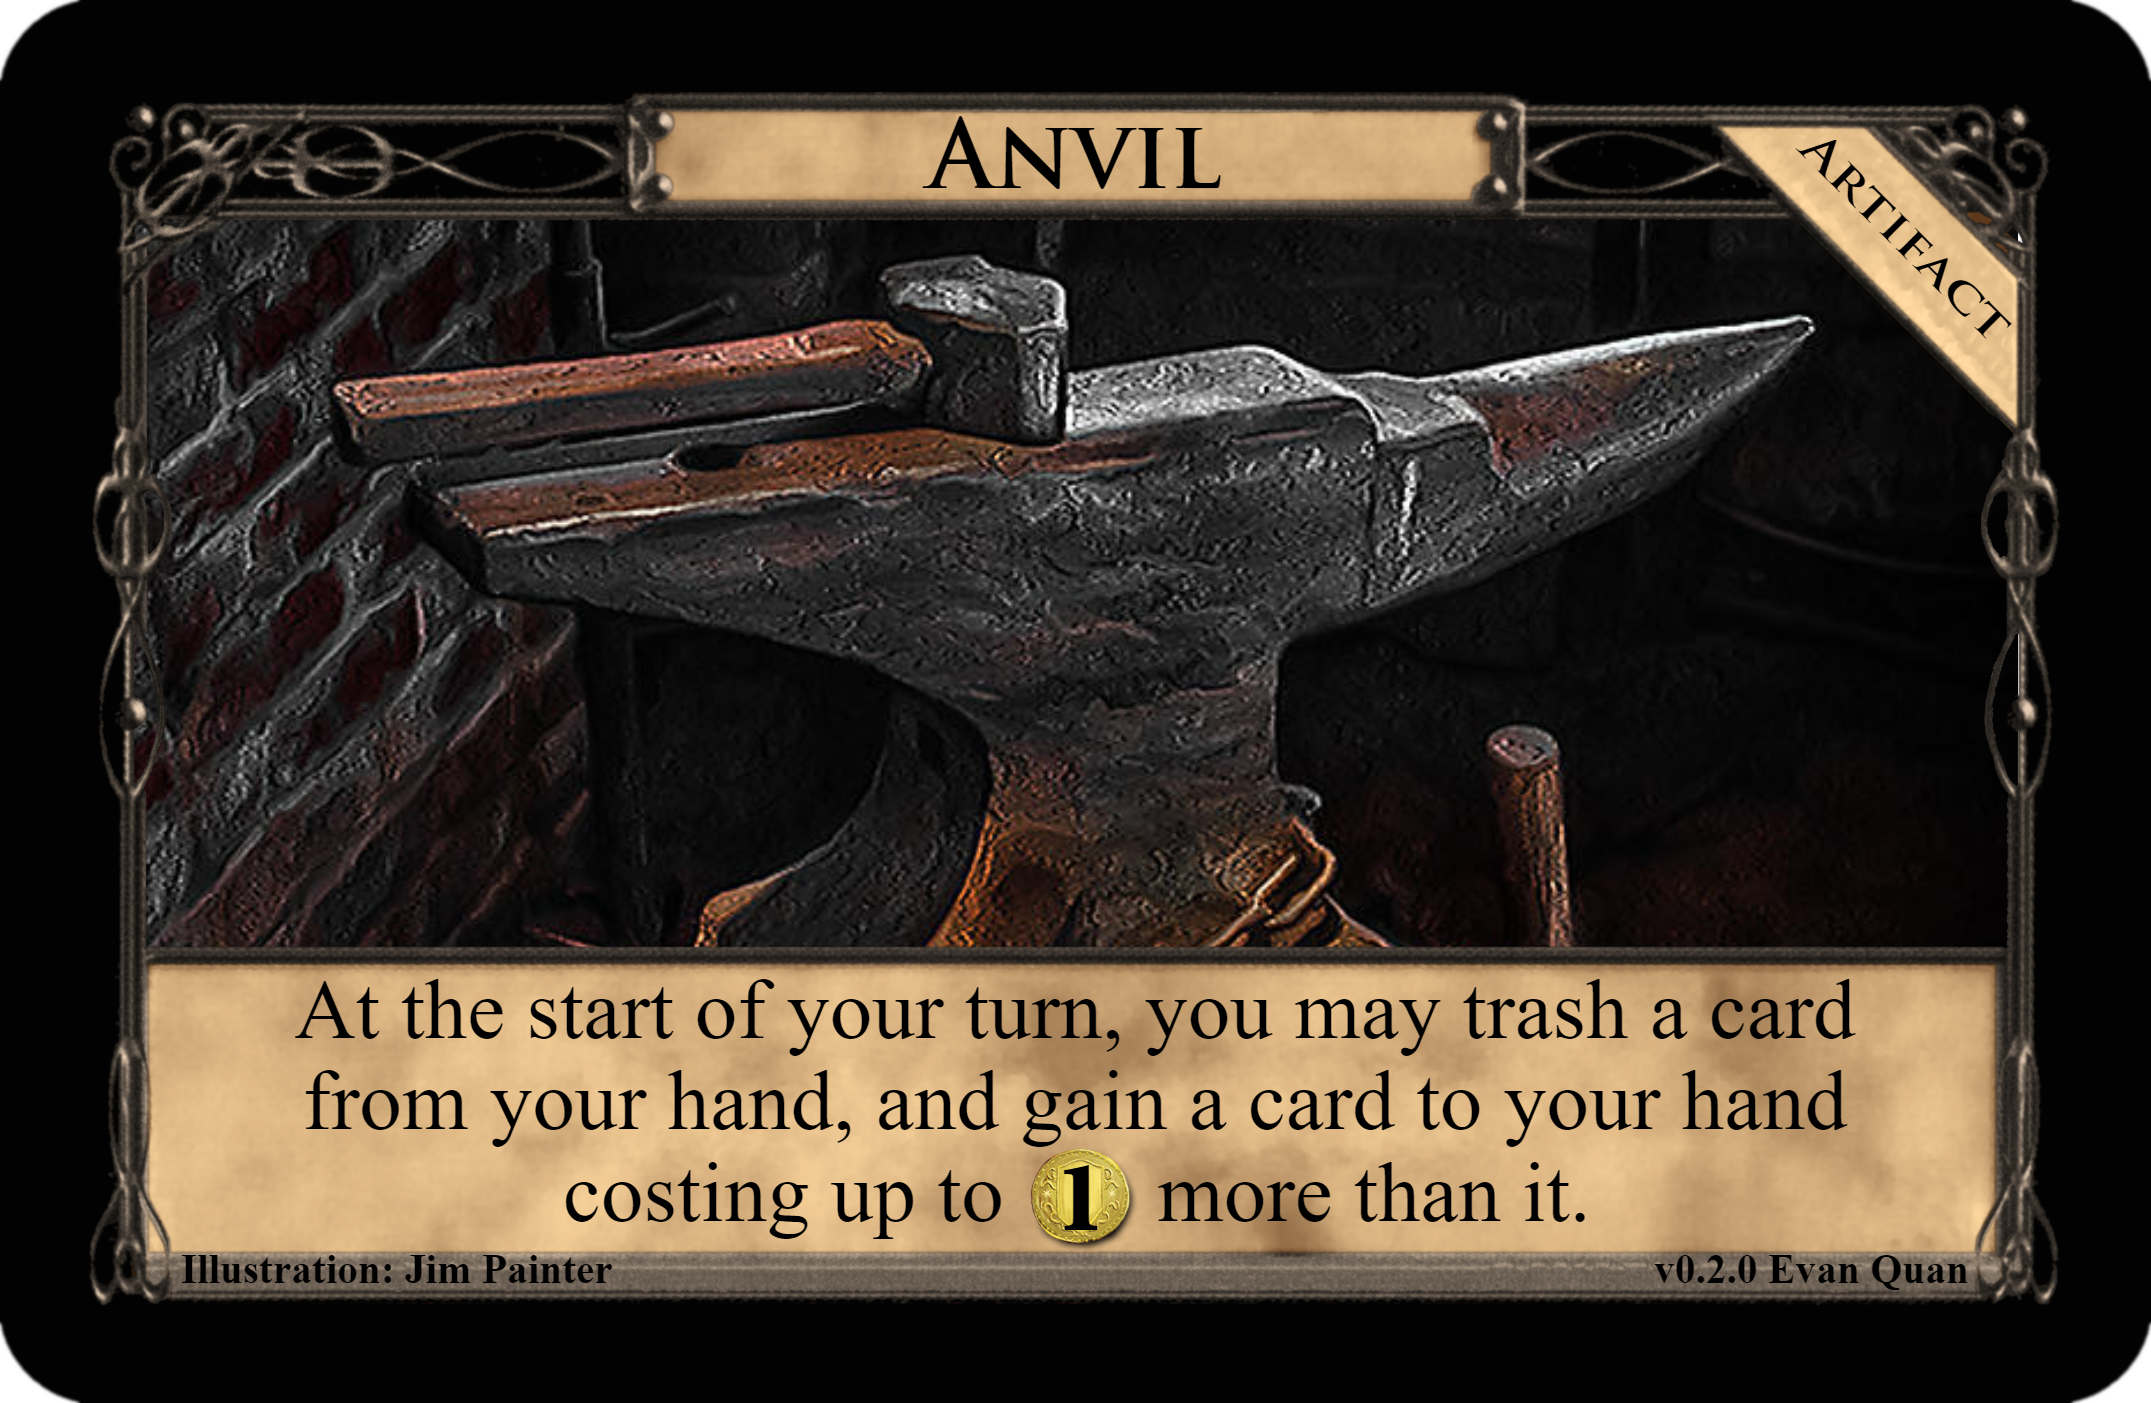 ANVIL
ARTIFACT
At the start of your turn, you may trash a card
from your hand, and gain a card to your hand
costing up to 1 more than it.
Illustration: Jim Painter
v0.2.0 Evan Quan